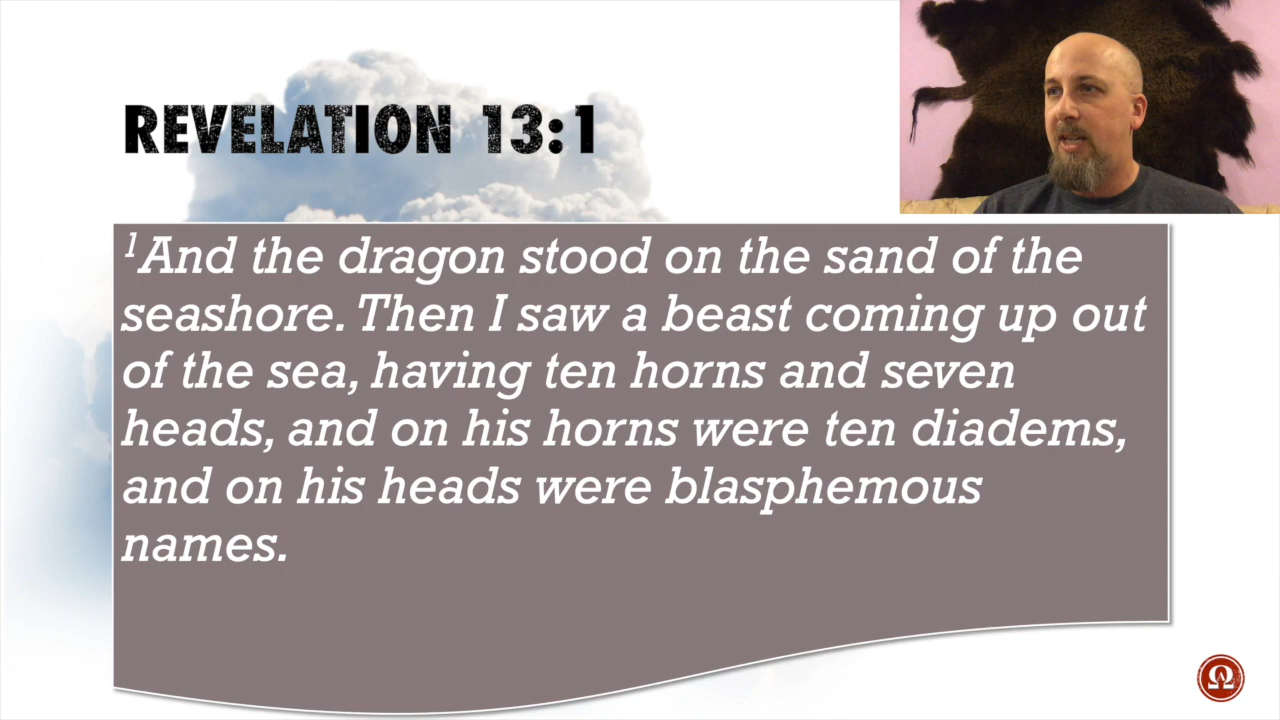 REVELATION 13:1
1And the dragon stood on the sand of the
seashore. Then I saw a beast coming up out
of the sea, having ten horns and seven
heads, and on his horns were ten diadems,
and on his heads were blasphemous
names.
Ω
A